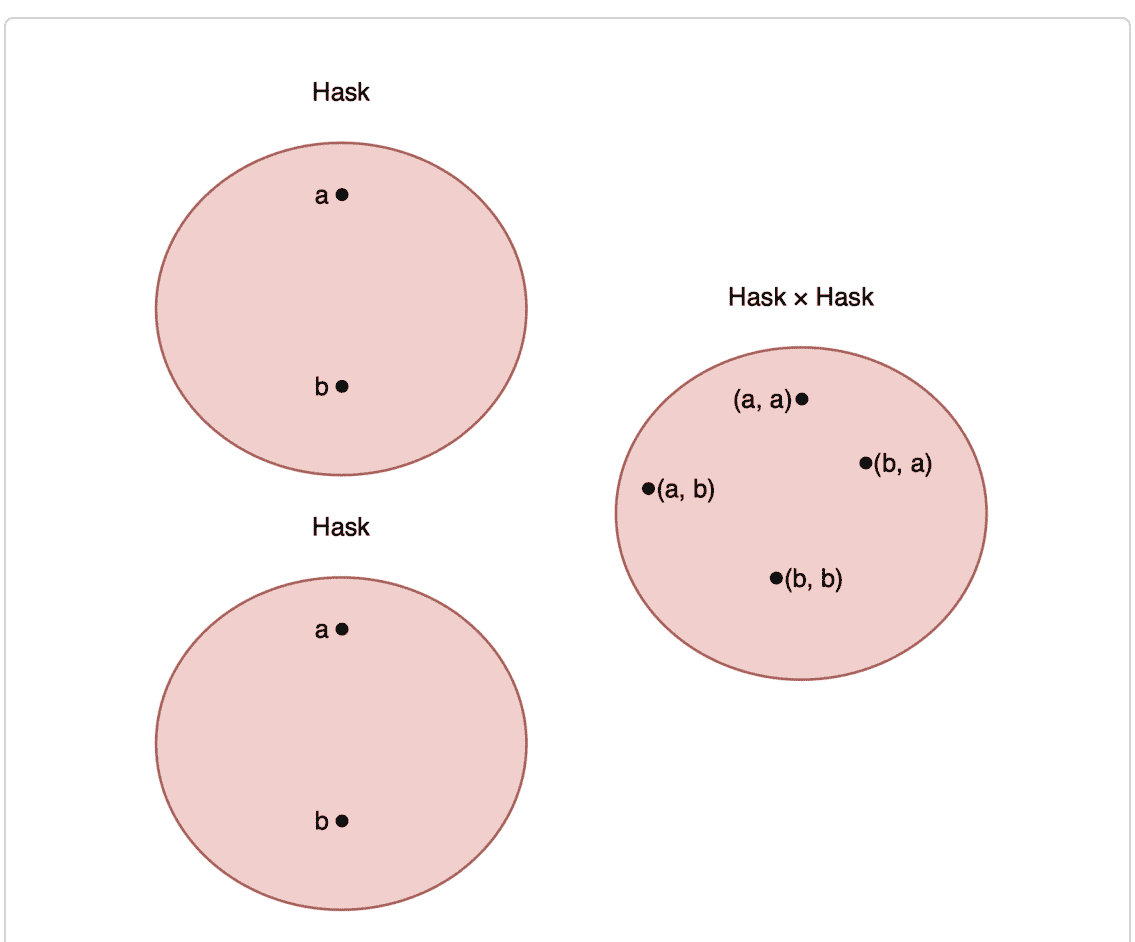 Hask
a
b
Hask
a
b
Hask × Hask
(a, a)
(b, a)
(a, b)
(b, b)